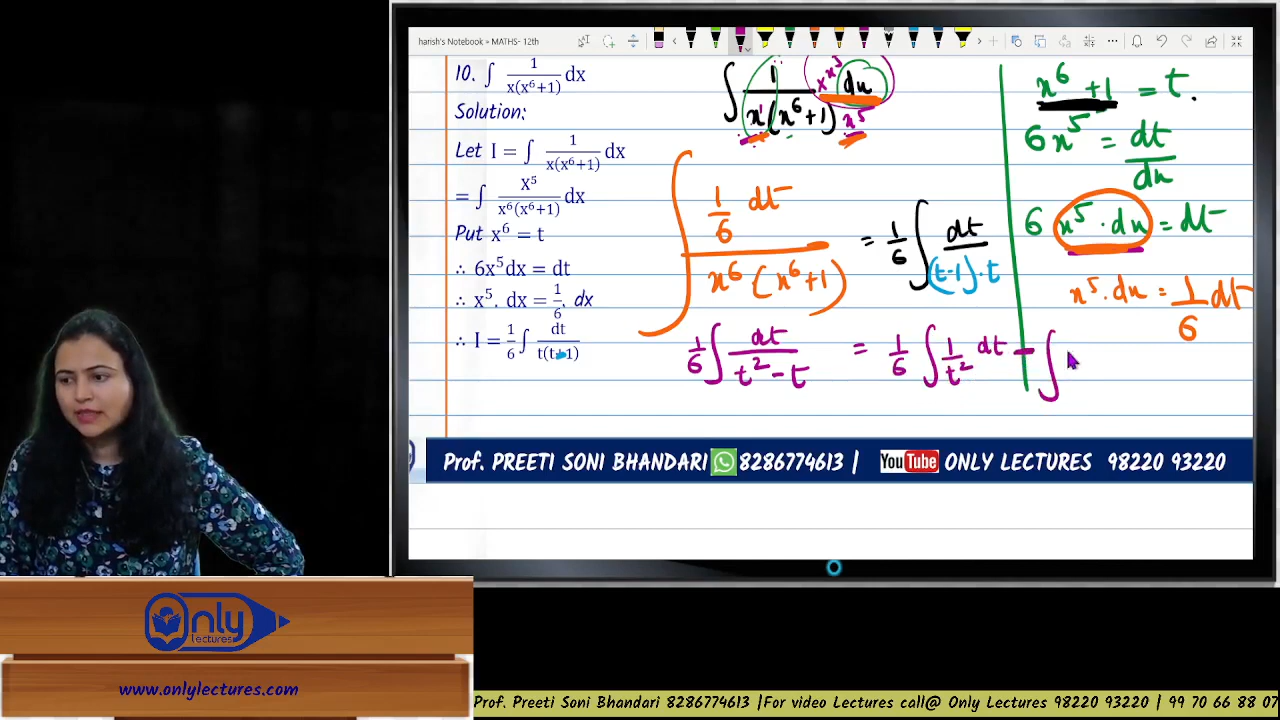 harish's Notebook » MATHS- 12th
10. ∫ 1/x(x⁶+1) dx
Solution:
Let I = ∫ 1/x(x⁶+1) dx
= ∫ x⁵/x⁶(x⁶+1) dx
Put x⁶ = t
∴ 6x⁵dx = dt
∴ x⁵. dx = 1/6. dx
∴ I = 1/6 ∫ dt/t(t-1)
∫ 1/x¹(x⁶+1) × x⁵/x⁵ dx
∫ 1/6 dt / x⁶(x⁶+1) = 1/6 ∫ dt/(t-1)·t
1/6 ∫ dt/t²-t = 1/6 ∫ 1/t² dt - ∫
x⁶ +1 = t.
6x⁵ = dt/dx
6 x⁵ · dx = dt
x⁵ · dx = 1/6 dt
Prof. PREETI SONI BHANDARI 8286774613 | YouTube ONLY LECTURES 98220 93220
Only
lectures
www.onlylectures.com
Prof. Preeti Soni Bhandari 8286774613 |For video Lectures call@ Only Lectures 98220 93220 | 99 70 66 88 07